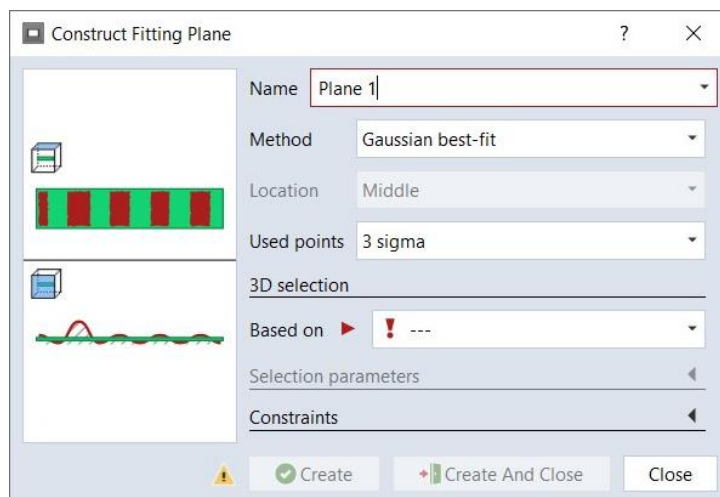 Construct Fitting Plane ?
Name Plane 1
Method Gaussian best-fit
Location Middle
Used points 3 sigma
3D selection
Based on ! ---
Selection parameters
Constraints
Create Create And Close Close